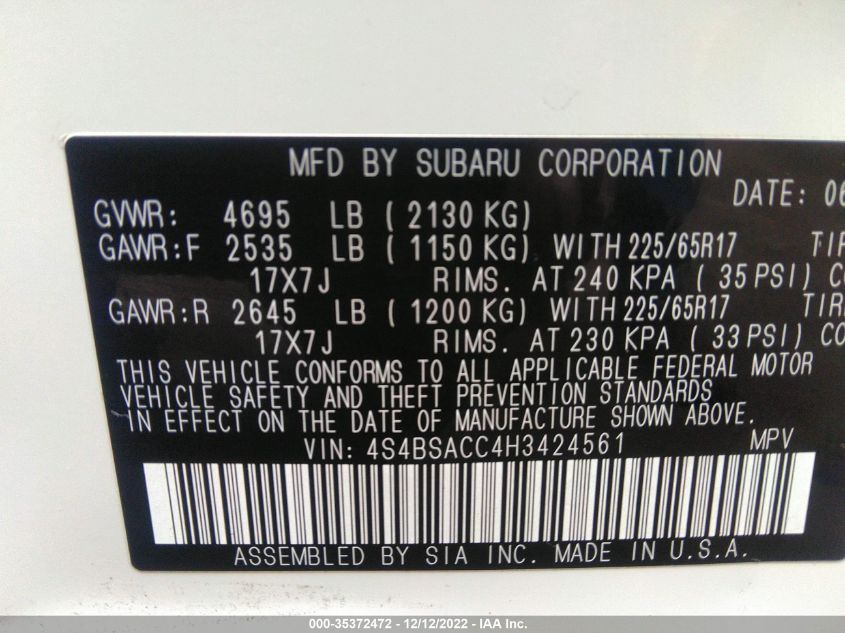 MFD BY SUBARU CORPORATION
DATE: 06
GVWR: 4695 LB ( 2130 KG)
GAWR:F 2535 LB ( 1150 KG) WITH 225/65R17 TIR
17X7J RIMS. AT 240 KPA ( 35 PSI) CO
GAWR:R 2645 LB ( 1200 KG) WITH 225/65R17 TIR
17X7J RIMS. AT 230 KPA ( 33 PSI) CO
THIS VEHICLE CONFORMS TO ALL APPLICABLE FEDERAL MOTOR
VEHICLE SAFETY AND THEFT PREVENTION STANDARDS
IN EFFECT ON THE DATE OF MANUFACTURE SHOWN ABOVE.
VIN: 4S4BSACC4H3424561 MPV
ASSEMBLED BY SIA INC. MADE IN U.S.A.
000-35372472 - 12/12/2022 - IAA Inc.